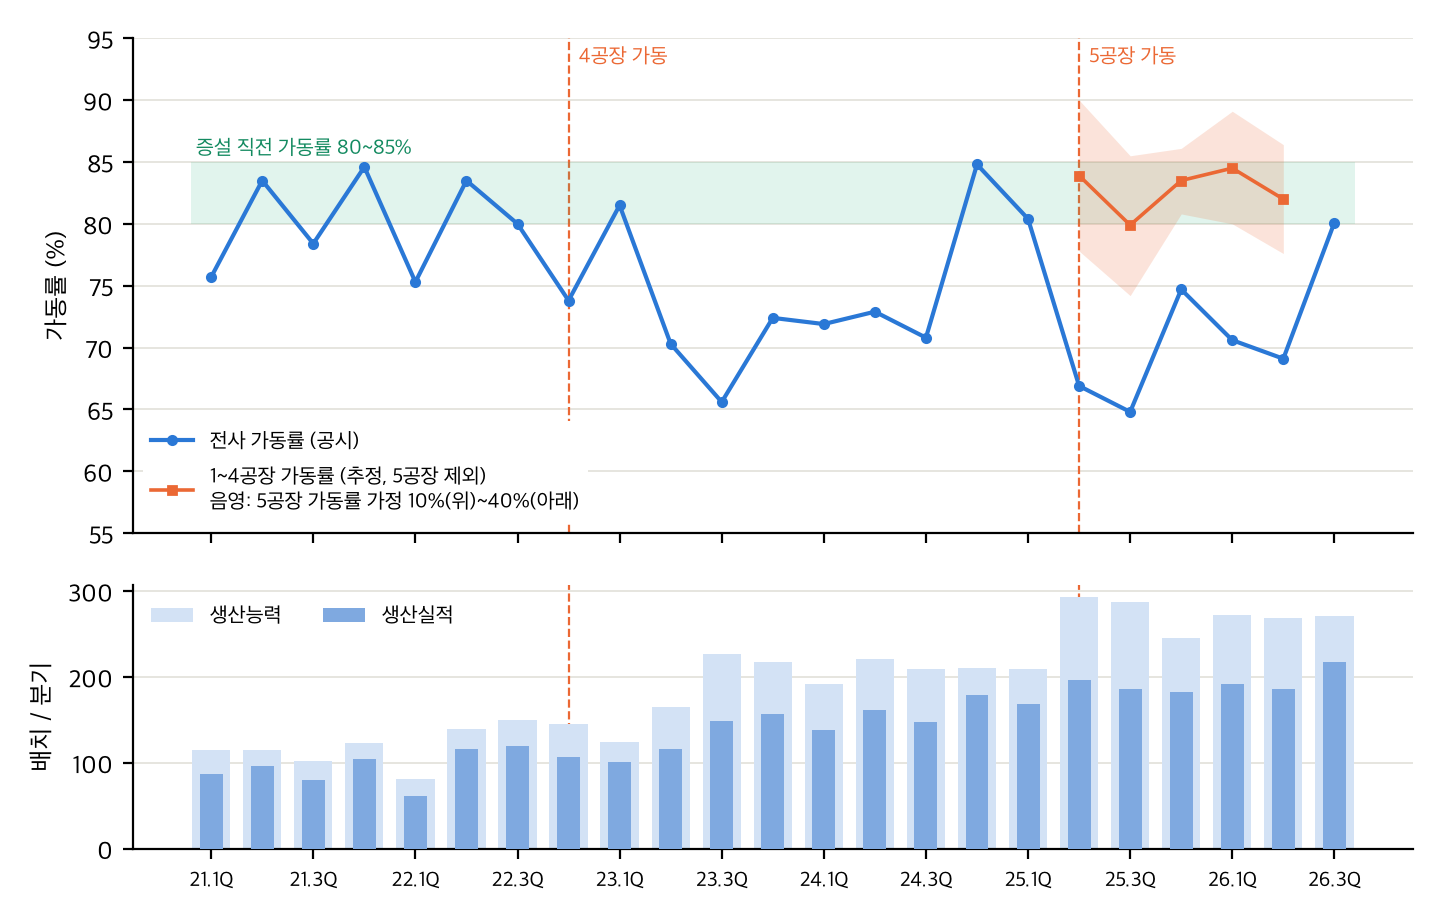 95
90
85
80
75
70
65
60
55
가동률 (%)
4공장 가동
5공장 가동
증설 직전 가동률 80~85%
전사 가동률 (공시)
1~4공장 가동률 (추정, 5공장 제외)
음영: 5공장 가동률 가정 10%(위)~40%(아래)
300
200
100
0
배치 / 분기
생산능력
생산실적
21.1Q
21.3Q
22.1Q
22.3Q
23.1Q
23.3Q
24.1Q
24.3Q
25.1Q
25.3Q
26.1Q
26.3Q